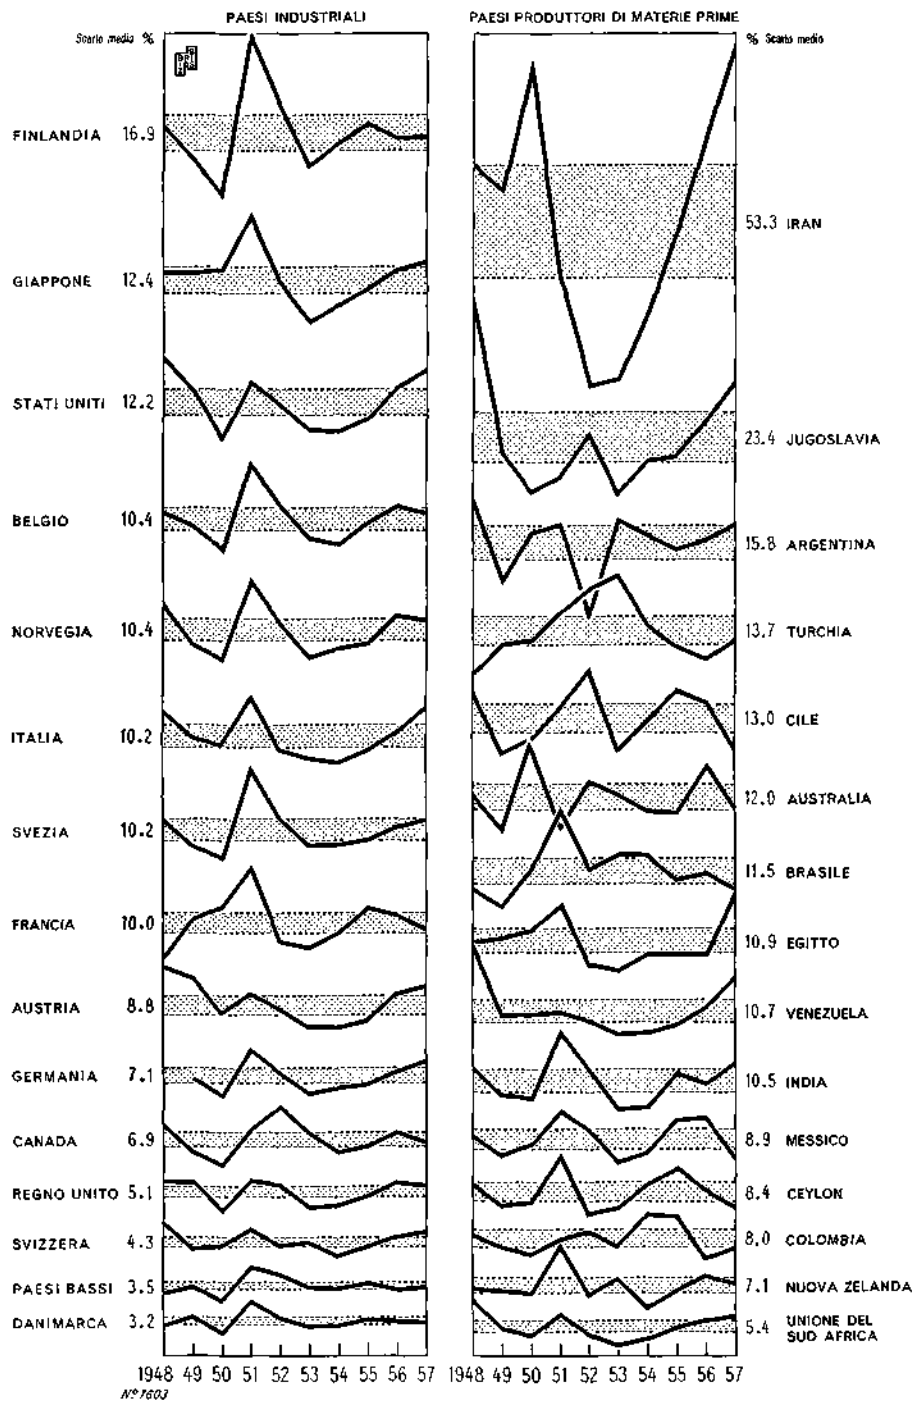 PAESI INDUSTRIALI
PAESI PRODUTTORI DI MATERIE PRIME
Scarto medio %
% Scarto medio
FINLANDIA 16.9
53.3 IRAN
GIAPPONE 12.4
STATI UNITI 12.2
23.4 JUGOSLAVIA
BELGIO 10.4
15.8 ARGENTINA
NORVEGIA 10.4
13.7 TURCHIA
ITALIA 10.2
13.0 CILE
SVEZIA 10.2
12.0 AUSTRALIA
11.5 BRASILE
FRANCIA 10.0
10.9 EGITTO
AUSTRIA 8.8
10.7 VENEZUELA
GERMANIA 7.1
10.5 INDIA
CANADA 6.9
8.9 MESSICO
REGNO UNITO 5.1
8.4 CEYLON
SVIZZERA 4.3
8.0 COLOMBIA
PAESI BASSI 3.5
7.1 NUOVA ZELANDA
DANIMARCA 3.2
5.4 UNIONE DEL
SUD AFRICA
1948 49 50 51 52 53 54 55 56 57
1948 49 50 51 52 53 54 55 56 57
Nº 1603